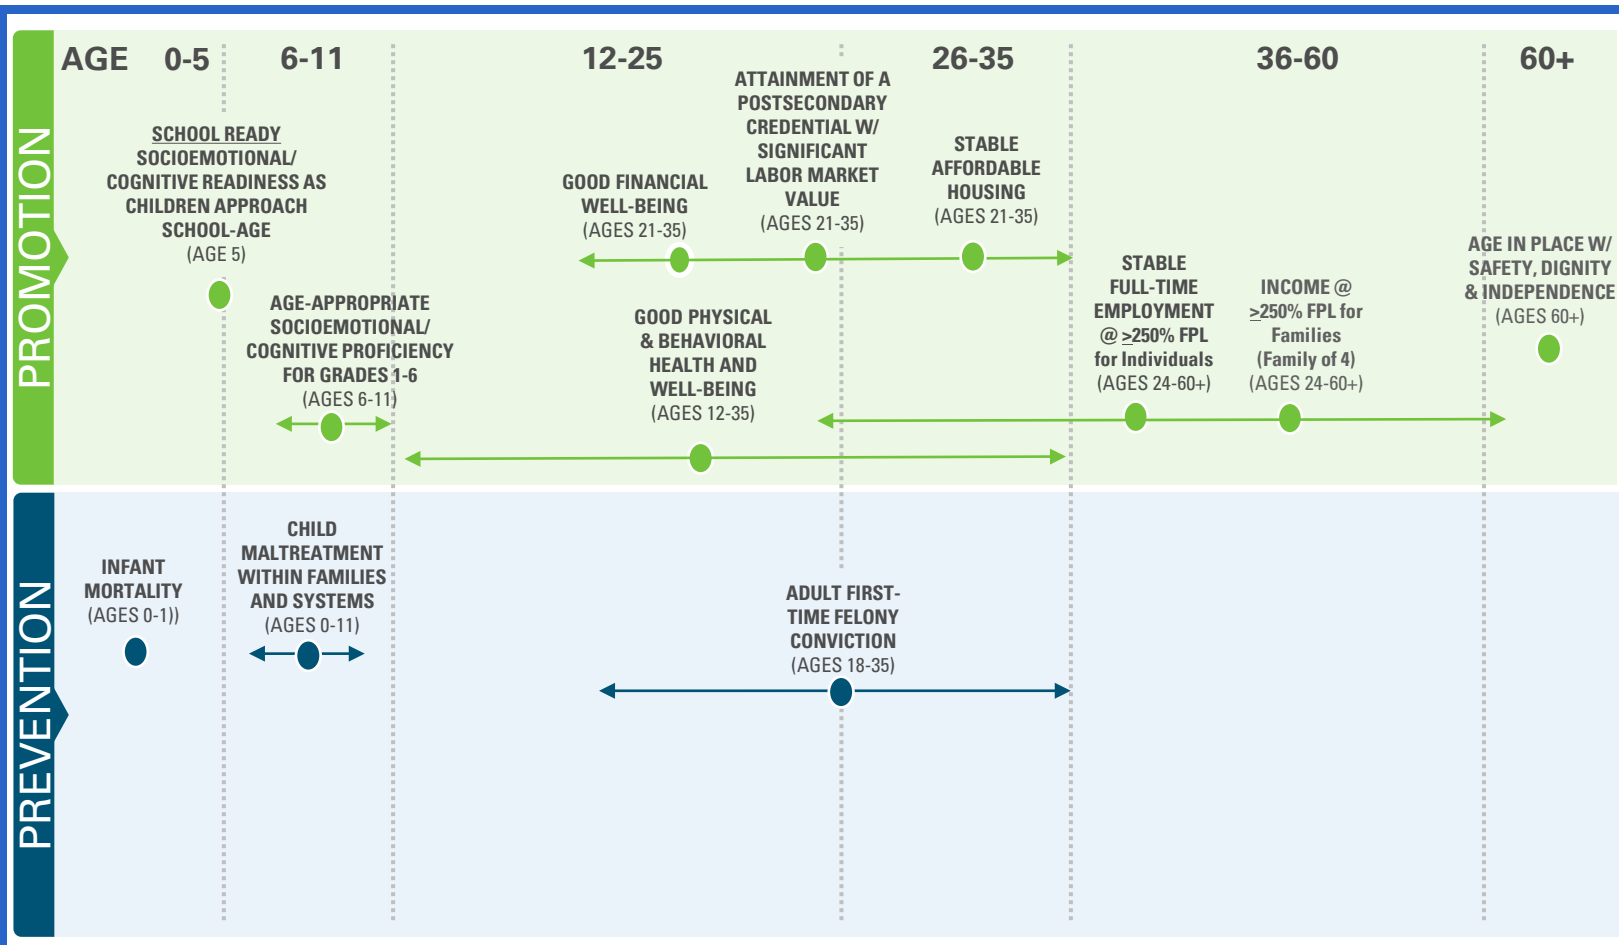 AGE 0-5 6-11 12-25 26-35 36-60 60+
PROMOTION
SCHOOL READY
SOCIOEMOTIONAL/
COGNITIVE READINESS AS
CHILDREN APPROACH
SCHOOL-AGE
(AGE 5)
AGE-APPROPRIATE
SOCIOEMOTIONAL/
COGNITIVE PROFICIENCY
FOR GRADES 1-6
(AGES 6-11)
GOOD FINANCIAL
WELL-BEING
(AGES 21-35)
ATTAINMENT OF A
POSTSECONDARY
CREDENTIAL W/
SIGNIFICANT
LABOR MARKET
VALUE
(AGES 21-35)
STABLE
AFFORDABLE
HOUSING
(AGES 21-35)
GOOD PHYSICAL
& BEHAVIORAL
HEALTH AND
WELL-BEING
(AGES 12-35)
STABLE
FULL-TIME
EMPLOYMENT
@ ≥250% FPL
for Individuals
(AGES 24-60+)
INCOME @
≥250% FPL for
Families
(Family of 4)
(AGES 24-60+)
AGE IN PLACE W/
SAFETY, DIGNITY
& INDEPENDENCE
(AGES 60+)
PREVENTION
INFANT
MORTALITY
(AGES 0-1))
CHILD
MALTREATMENT
WITHIN FAMILIES
AND SYSTEMS
(AGES 0-11)
ADULT FIRST-
TIME FELONY
CONVICTION
(AGES 18-35)